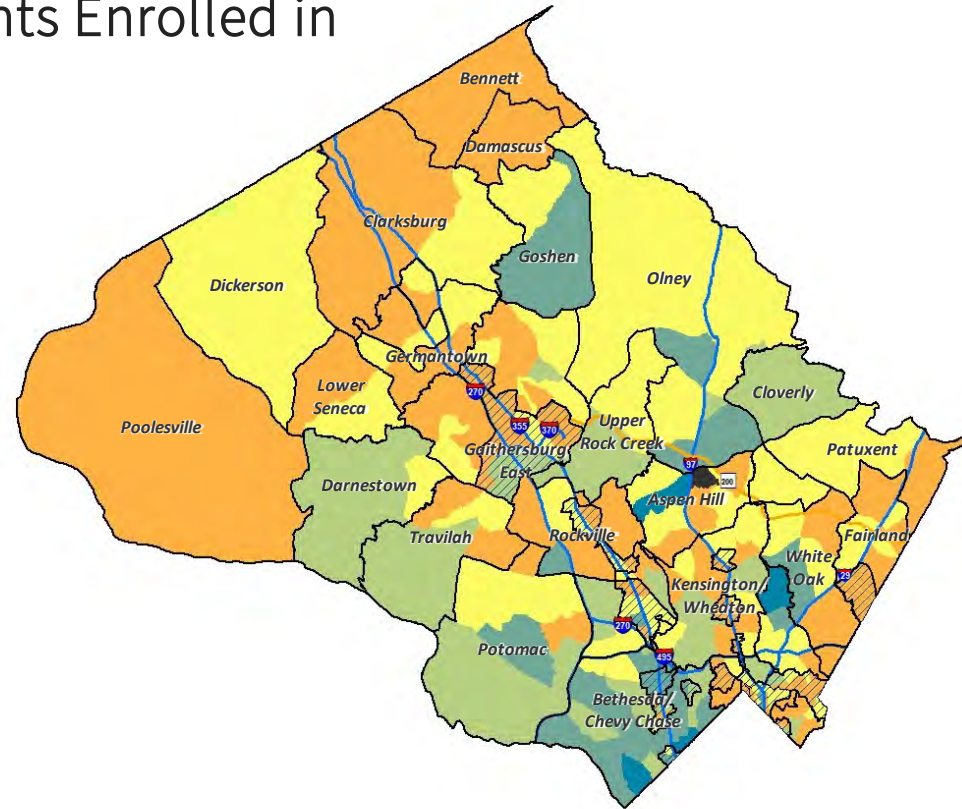 nts Enrolled in
Bennett
Damascus
Clarksburg
Goshen
Dickerson
Olney
Germantown
Lower
Seneca
270
Cloverly
Poolesville
355
370
Upper
Rock Creek
Gaithersburg
East
Patuxent
97
200
Darnestown
Aspen Hill
Travilah
Rockville
Fairland
White
Oak
29
Kensington/
Wheaton
270
Potomac
495
Bethesda/
Chevy Chase